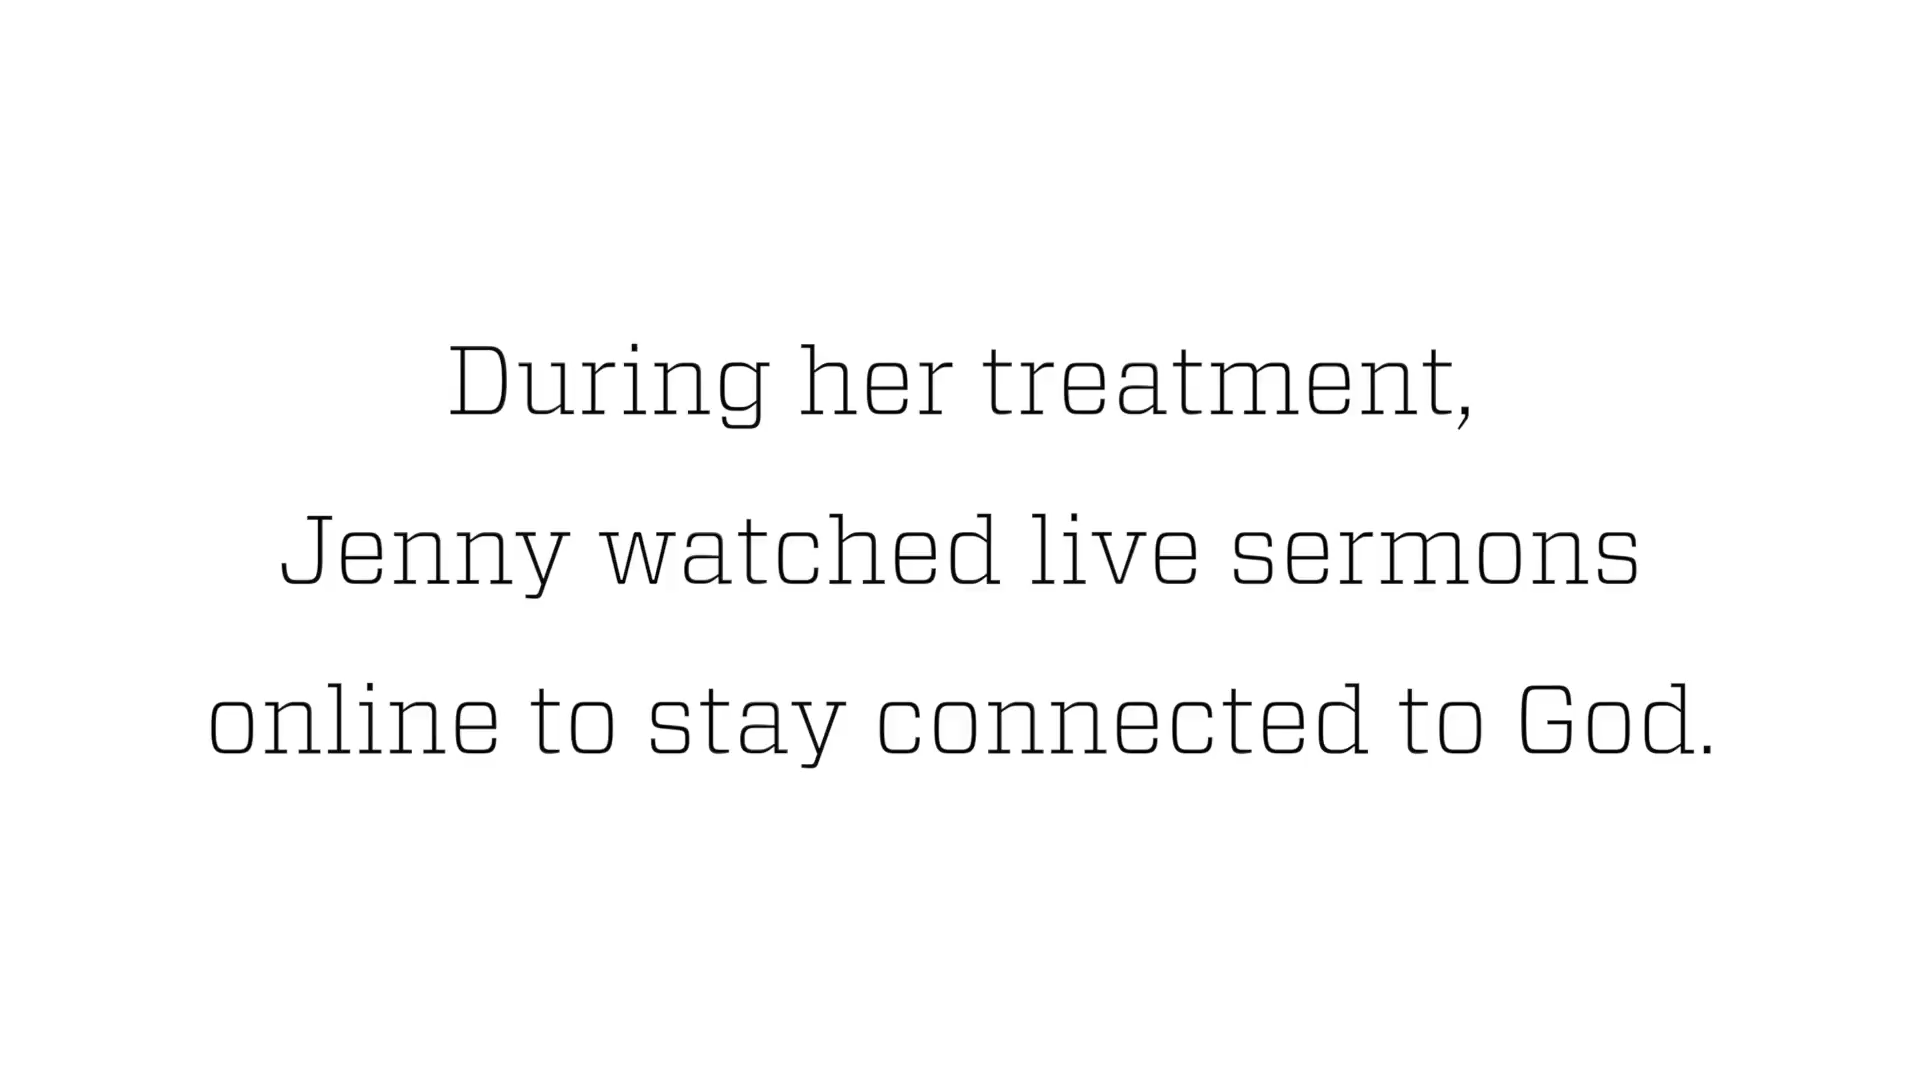 During her treatment,
Jenny watched live sermons
online to stay connected to God.